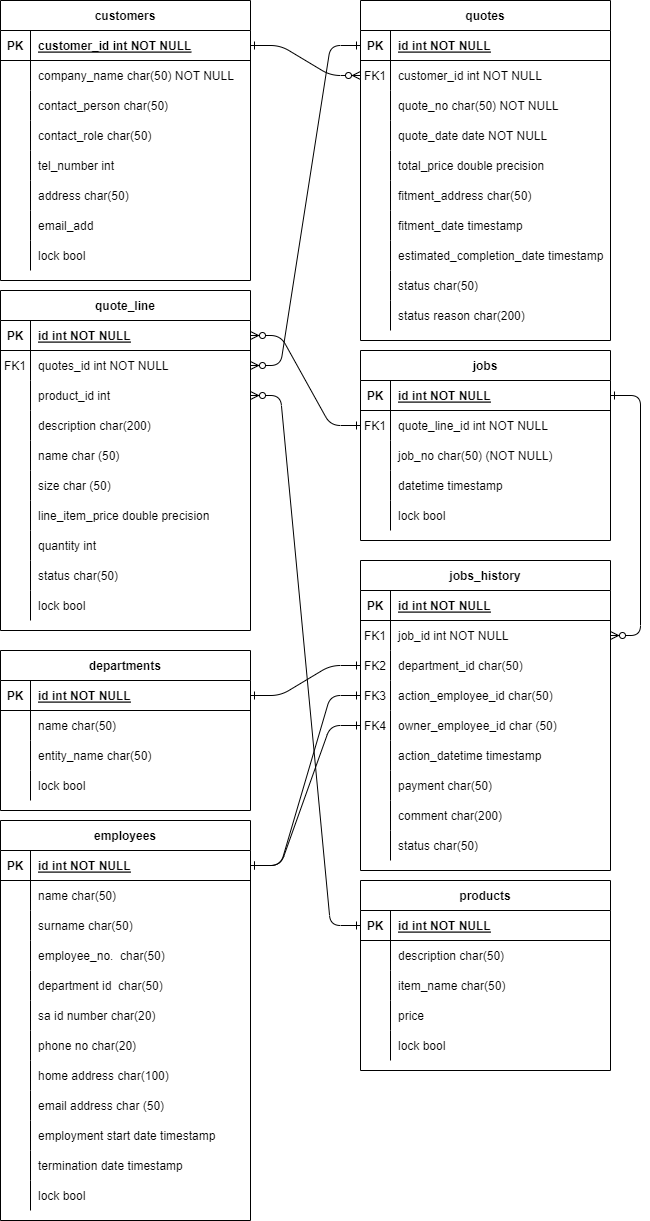 customers
PK customer_id int NOT NULL
company_name char(50) NOT NULL
contact_person char(50)
contact_role char(50)
tel_number int
address char(50)
email_add
lock bool
quote_line
PK id int NOT NULL
FK1 quotes_id int NOT NULL
product_id int
description char(200)
name char (50)
size char (50)
line_item_price double precision
quantity int
status char(50)
lock bool
departments
PK id int NOT NULL
name char(50)
entity_name char(50)
lock bool
employees
PK id int NOT NULL
name char(50)
surname char(50)
employee_no.  char(50)
department id  char(50)
sa id number char(20)
phone no char(20)
home address char(100)
email address char (50)
employment start date timestamp
termination date timestamp
lock bool
quotes
PK id int NOT NULL
FK1 customer_id int NOT NULL
quote_no char(50) NOT NULL
quote_date date NOT NULL
total_price double precision
fitment_address char(50)
fitment_date timestamp
estimated_completion_date timestamp
status char(50)
status reason char(200)
jobs
PK id int NOT NULL
FK1 quote_line_id int NOT NULL
job_no char(50) (NOT NULL)
datetime timestamp
lock bool
jobs_history
PK id int NOT NULL
FK1 job_id int NOT NULL
FK2 department_id char(50)
FK3 action_employee_id char(50)
FK4 owner_employee_id char (50)
action_datetime timestamp
payment char(50)
comment char(200)
status char(50)
products
PK id int NOT NULL
description char(50)
item_name char(50)
price
lock bool